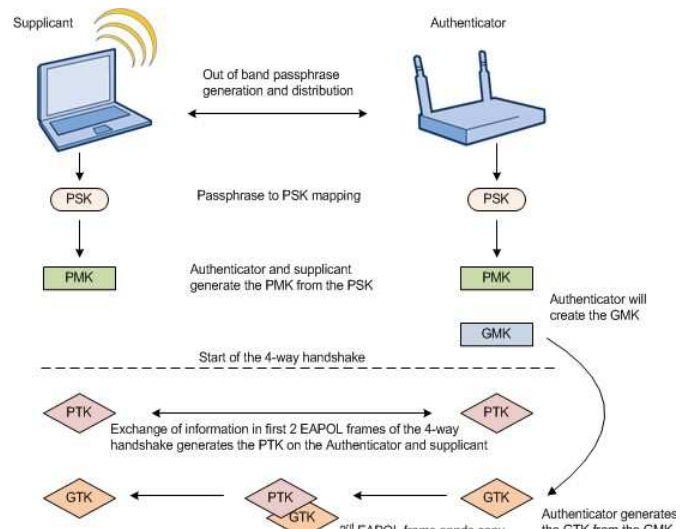 Supplicant
Authenticator
Out of band passphrase
generation and distribution
PSK
Passphrase to PSK mapping
PSK
PMK
Authenticator and supplicant
generate the PMK from the PSK
PMK
Authenticator will
create the GMK
GMK
Start of the 4-way handshake
PTK
PTK
Exchange of information in first 2 EAPOL frames of the 4-way
handshake generates the PTK on the Authenticator and supplicant
GTK
PTK
GTK
GTK
Authenticator generates
the GTK from the GMK
3rd EAPOL frame sends copy